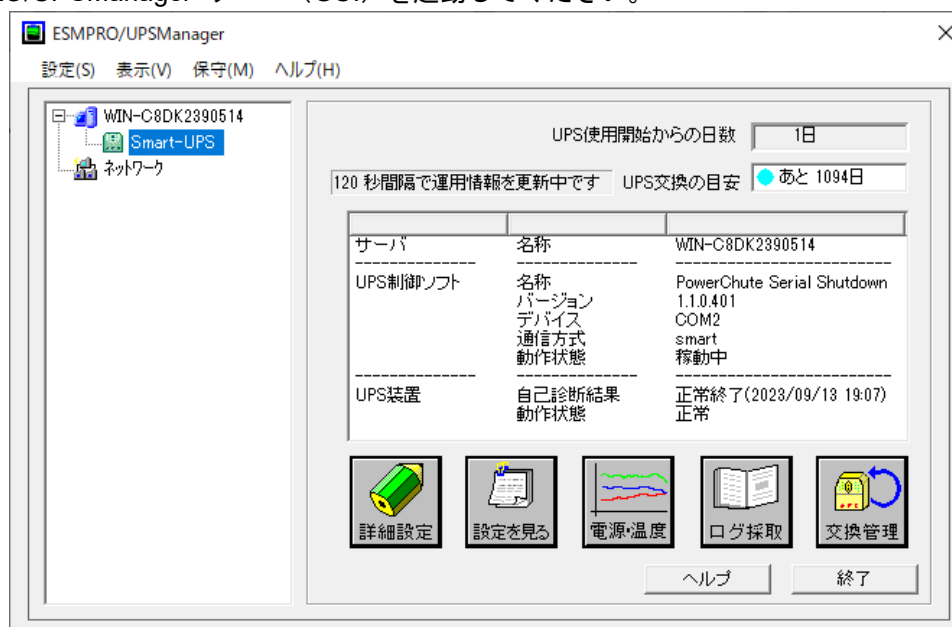 ESMPRO/UPSManager
設定(S) 表示(V) 保守(M) ヘルプ(H)
WIN-C8DK2390514
Smart-UPS
ネットワーク
UPS使用開始からの日数 1日
120 秒間隔で運用情報を更新中です UPS交換の目安 あと 1094日
サーバ 名称 WIN-C8DK2390514
UPS制御ソフト 名称 PowerChute Serial Shutdown
バージョン 1.1.0.401
デバイス COM2
通信方式 smart
動作状態 稼動中
UPS装置 自己診断結果 正常終了(2023/09/13 19:07)
動作状態 正常
詳細設定 設定を見る 電源・温度 ログ採取 交換管理
ヘルプ 終了